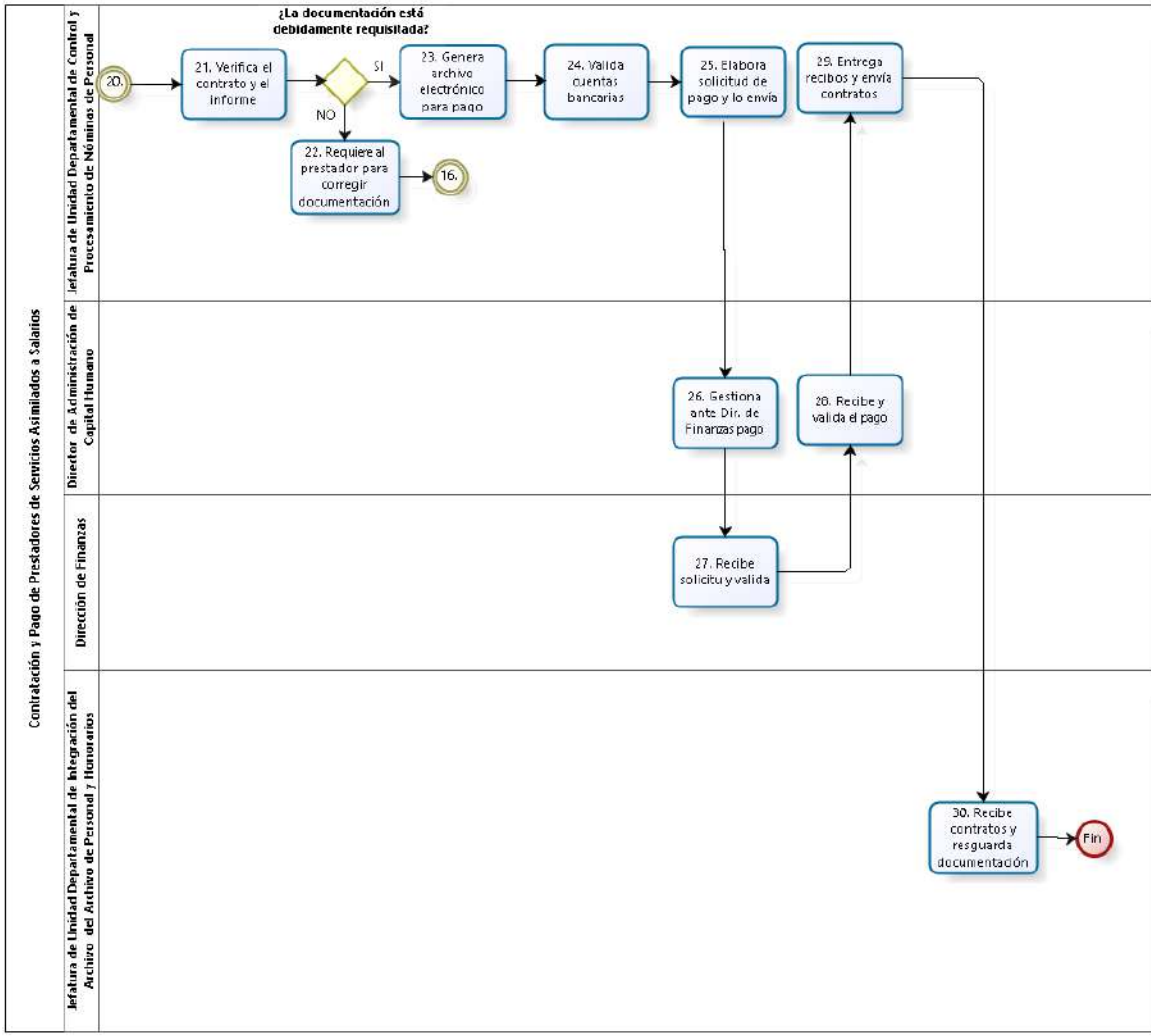 Contratación y Pago de Prestadores de Servicios Asimilados a Salarios
Jefatura de Unidad Departamental de Control y
Procesamiento de Nóminas de Personal
¿La documentación está
debidamente requisitada?
20.
21. Verifica el
contrato y el
informe
SI
NO
22. Requiere al
prestador para
corregir
documentación
16.
23. Genera
archivo
electrónico
para pago
24. Valida
cuentas
bancarias
25. Elabora
solicitud de
pago y lo envía
29. Entrega
recibos y envía
contratos
Director de Administración de
Capital Humano
26. Gestiona
ante Dir. de
Finanzas pago
28. Recibe y
valida el pago
Dirección de Finanzas
27. Recibe
solicitu y valida
Jefatura de Unidad Departamental de Integración del
Archivo del Archivo de Personal y Honorarios
30. Recibe
contratos y
resguarda
documentación
Fin